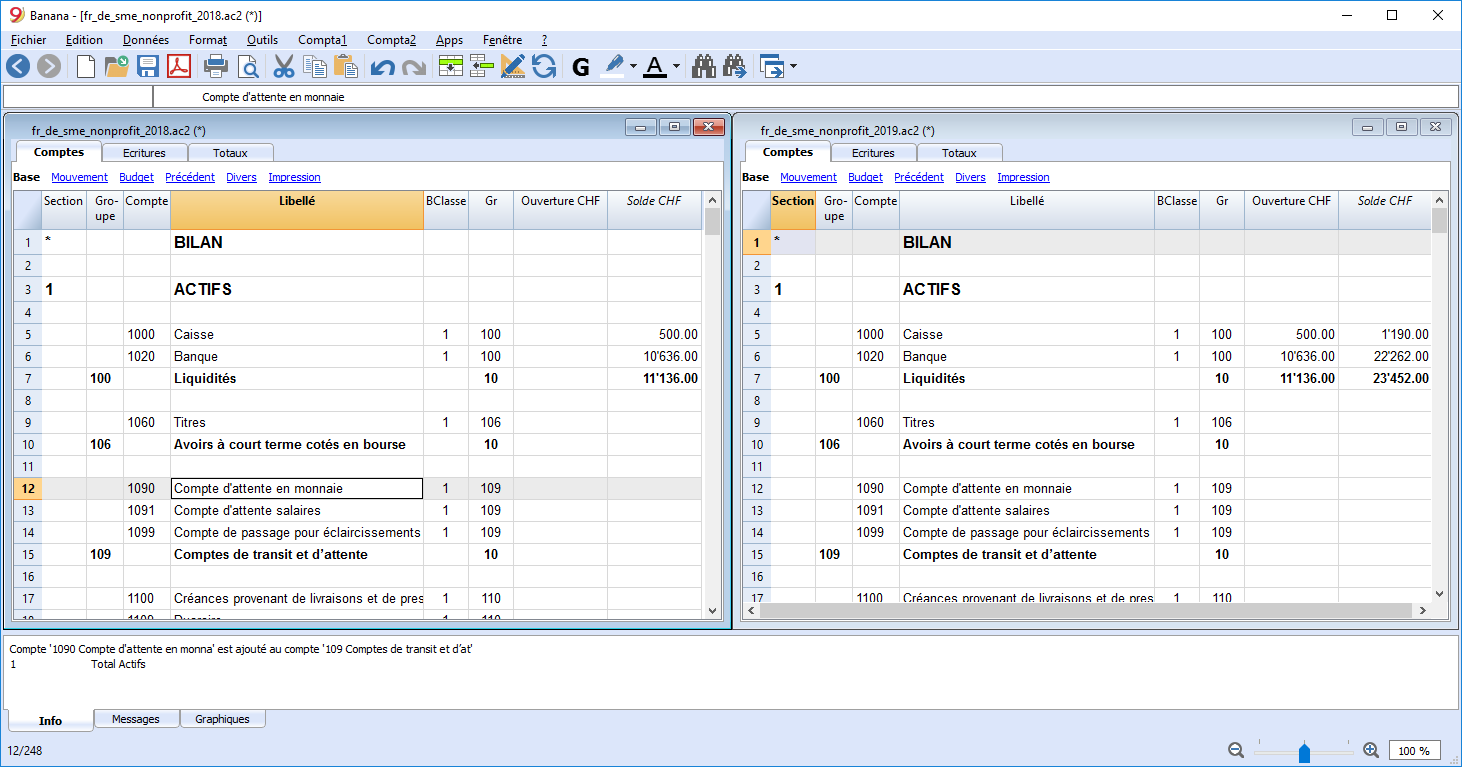 Banana - [fr_de_sme_nonprofit_2018.ac2 (*)]
Fichier Edition Données Format Outils Compta1 Compta2 Apps Fenêtre ?
G A
Compte d'attente en monnaie
fr_de_sme_nonprofit_2018.ac2 (*)
Comptes Ecritures Totaux
Base Mouvement Budget Précédent Divers Impression
Section Gro-upe Compte Libellé BClasse Gr Ouverture CHF Solde CHF
1 * BILAN
2
3 1 ACTIFS
4
5 1000 Caisse 1 100 500.00
6 1020 Banque 1 100 10'636.00
7 100 Liquidités 10 11'136.00
8
9 1060 Titres 1 106
10 106 Avoirs à court terme cotés en bourse 10
11
12 1090 Compte d'attente en monnaie 1 109
13 1091 Compte d'attente salaires 1 109
14 1099 Compte de passage pour éclaircissements 1 109
15 109 Comptes de transit et d’attente 10
16
17 1100 Créances provenant de livraisons et de pres 1 110
fr_de_sme_nonprofit_2019.ac2 (*)
Comptes Ecritures Totaux
Base Mouvement Budget Précédent Divers Impression
Section Gro-upe Compte Libellé BClasse Gr Ouverture CHF Solde CHF
1 * BILAN
2
3 1 ACTIFS
4
5 1000 Caisse 1 100 500.00 1'190.00
6 1020 Banque 1 100 10'636.00 22'262.00
7 100 Liquidités 10 11'136.00 23'452.00
8
9 1060 Titres 1 106
10 106 Avoirs à court terme cotés en bourse 10
11
12 1090 Compte d'attente en monnaie 1 109
13 1091 Compte d'attente salaires 1 109
14 1099 Compte de passage pour éclaircissements 1 109
15 109 Comptes de transit et d’attente 10
16
17 1100 Créances provenant de livraisons et de pres 1 110
Compte '1090 Compte d'attente en monna' est ajouté au compte '109 Comptes de transit et d’at'
1 Total Actifs
Info Messages Graphiques
12/248
100 %